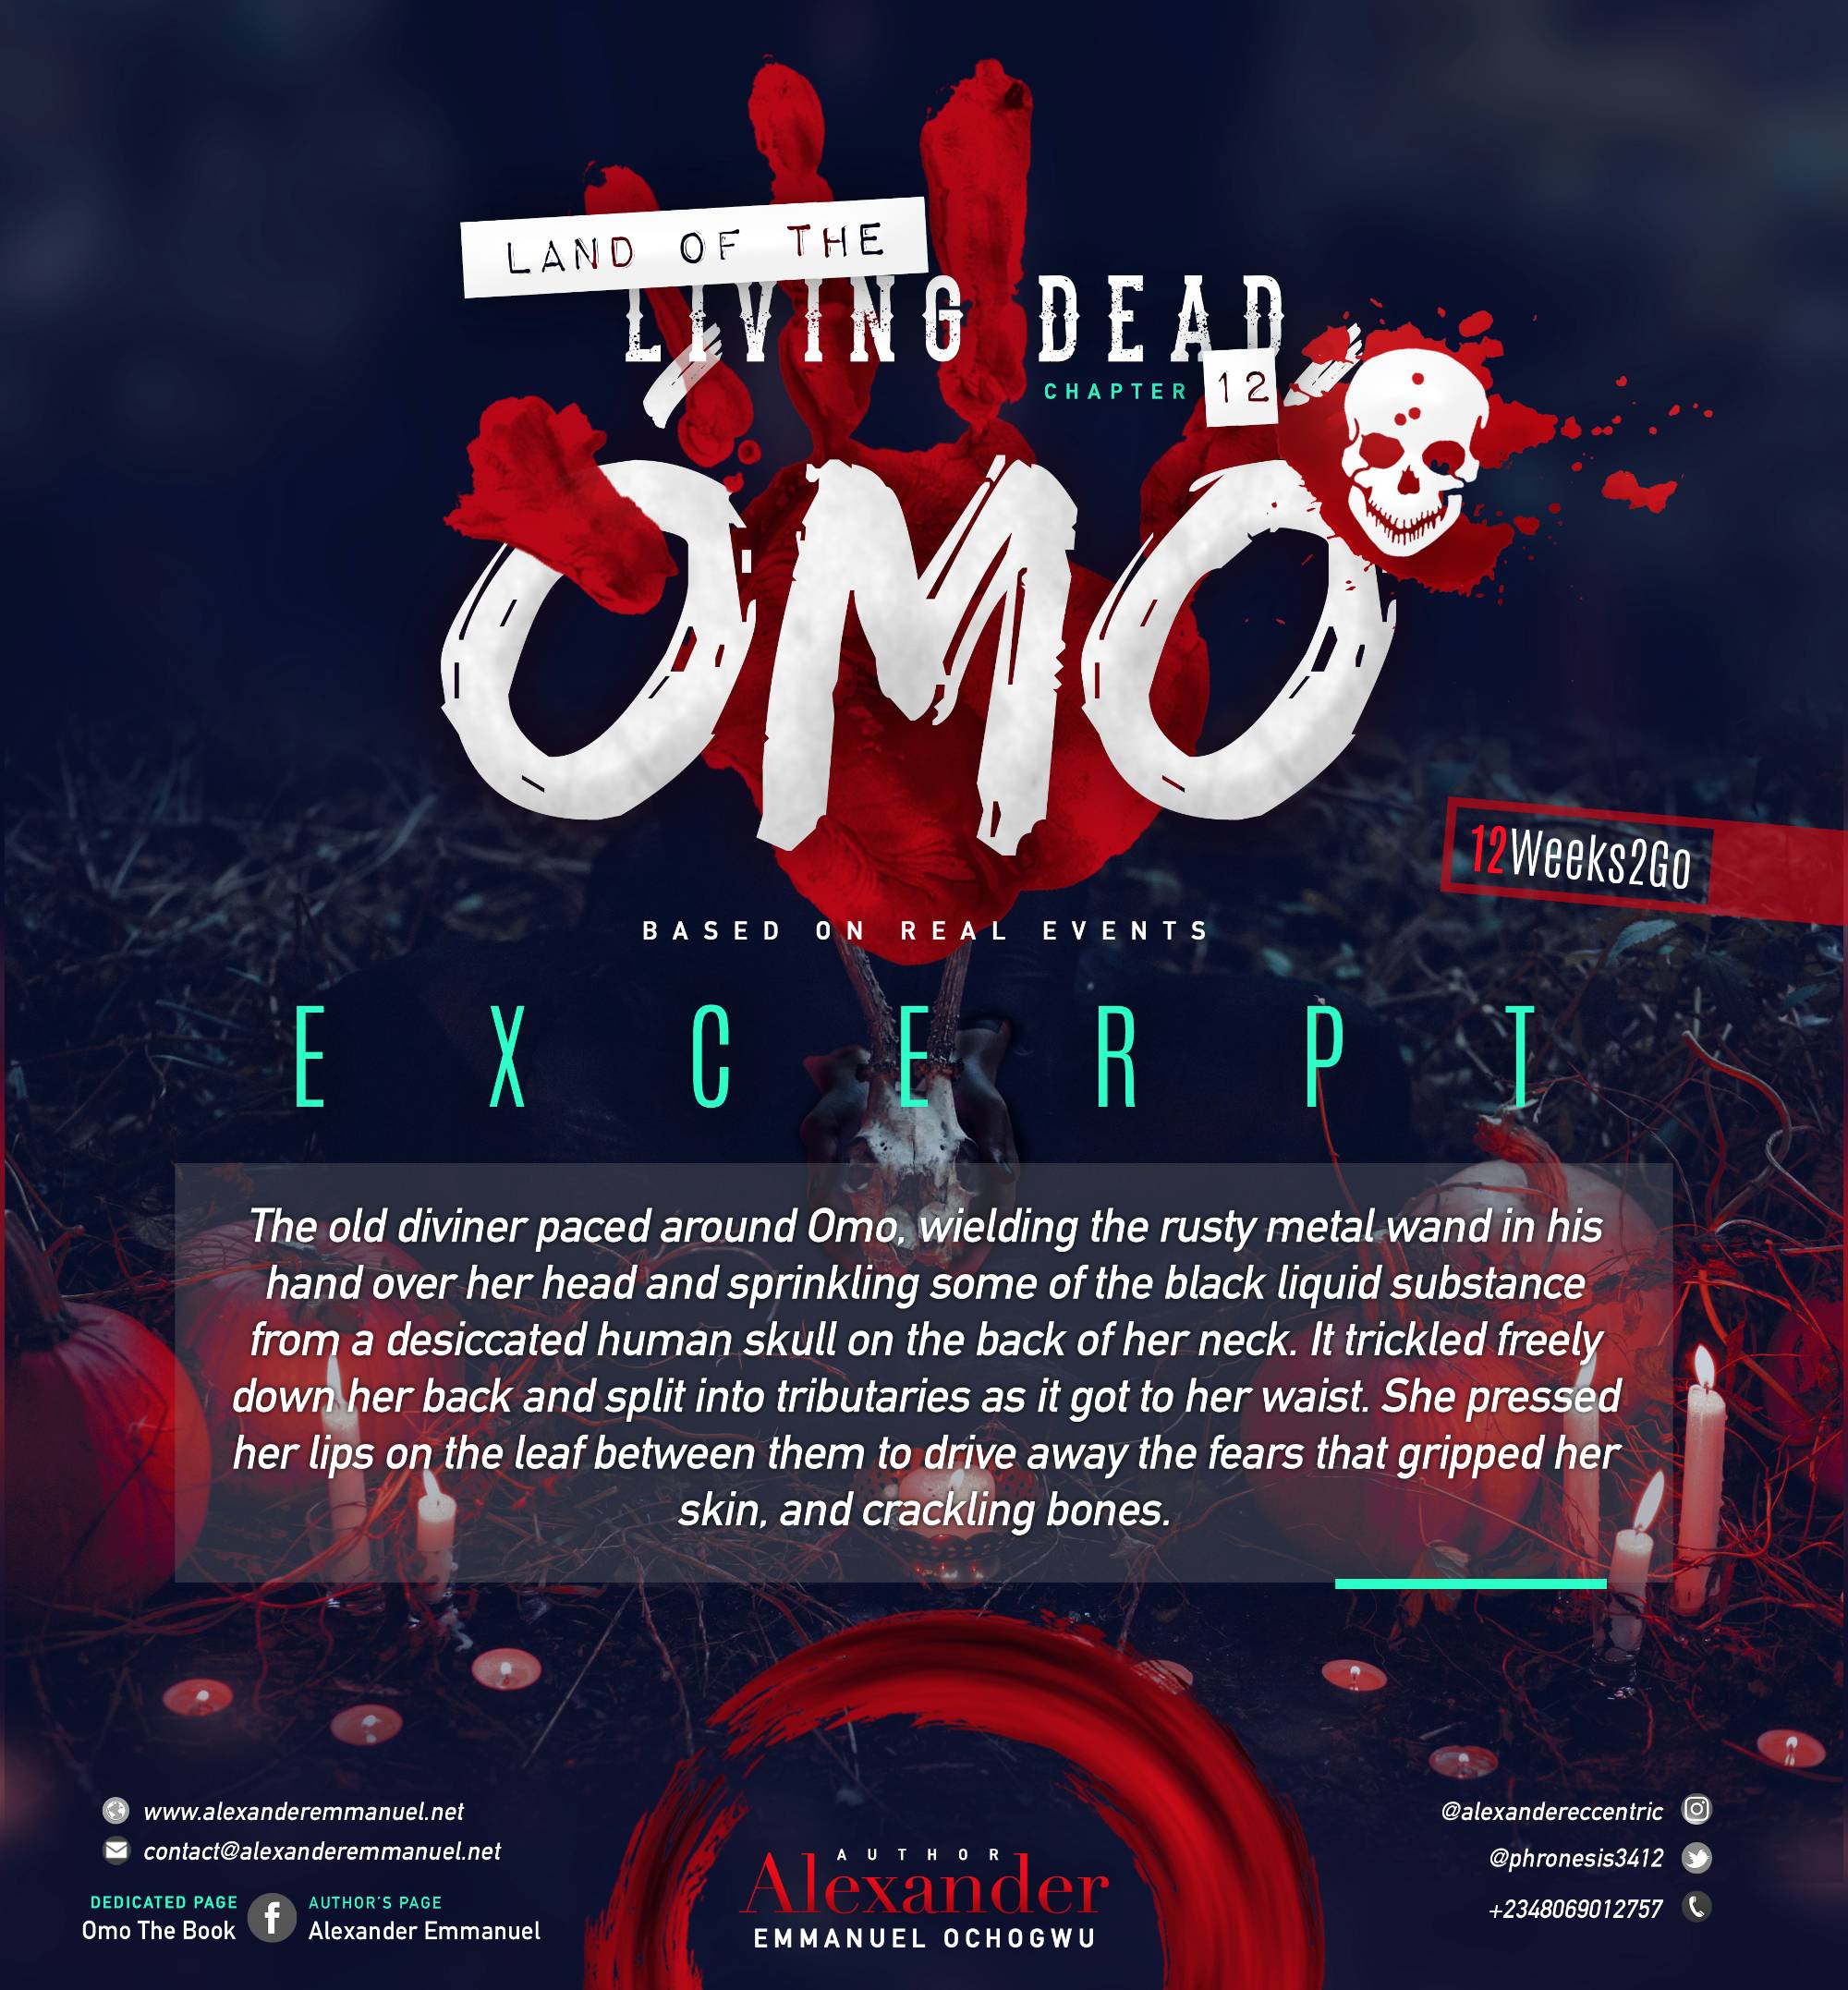 LAND OF THE
LIVING DEAD
CHAPTER 12
ÓMÓ
12Weeks2Go
BASED ON REAL EVENTS
EXCERPT
The old diviner paced around Omo, wielding the rusty metal wand in his
hand over her head and sprinkling some of the black liquid substance
from a desiccated human skull on the back of her neck. It trickled freely
down her back and split into tributaries as it got to her waist. She pressed
her lips on the leaf between them to drive away the fears that gripped her
skin, and crackling bones.
www.alexanderemmanuel.net
contact@alexanderemmanuel.net
DEDICATED PAGE
Omo The Book
f
AUTHOR'S PAGE
Alexander Emmanuel
AUTHOR
Alexander
EMMANUEL OCHOGWU
@alexandereccentric
@phronesis3412
+2348069012757